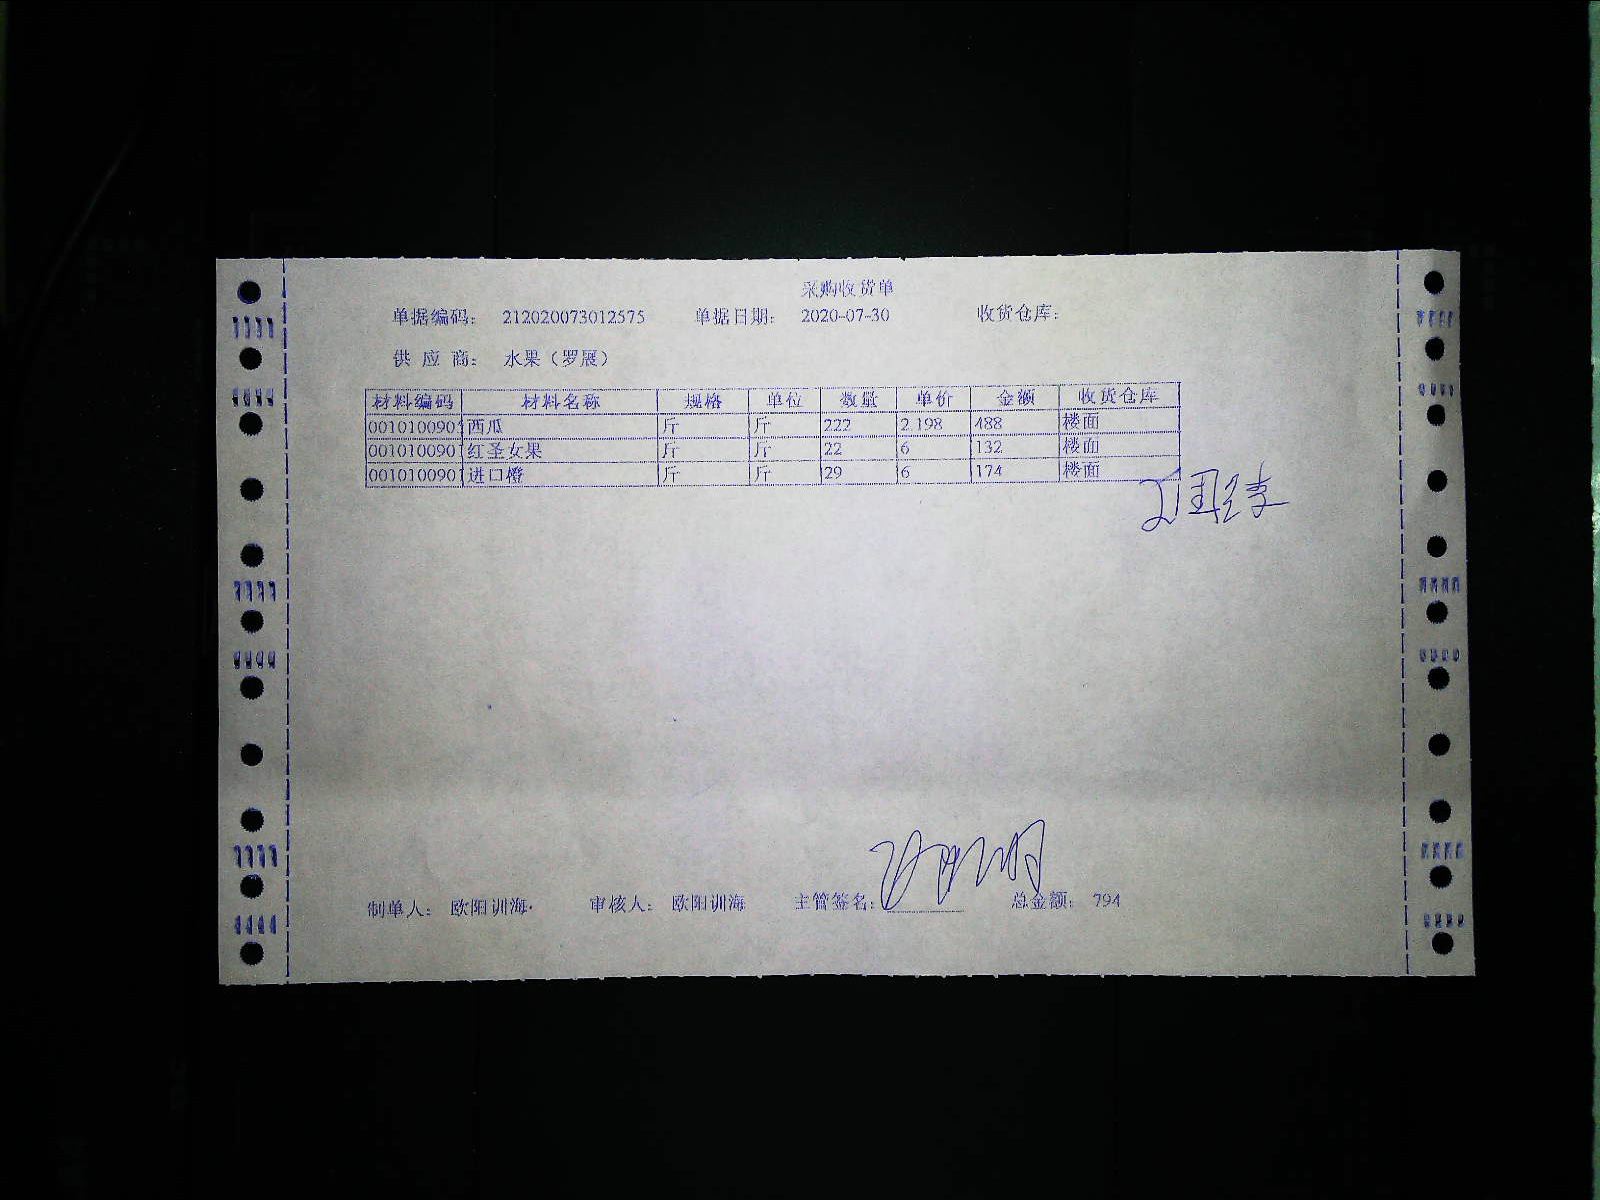 采购收货单
单据编码: 212020073012575 单据日期: 2020-07-30 收货仓库:
供 应 商: 水果（罗展）
材料编码 材料名称 规格 单位 数量 单价 金额 收货仓库
0010100901 西瓜 斤 斤 222 2.198 488 楼面
0010100901 红圣女果 斤 斤 22 6 132 楼面
0010100901 进口橙 斤 斤 29 6 174 楼面
制单人: 欧阳训海 审核人: 欧阳训海 主管签名: 总金额: 794